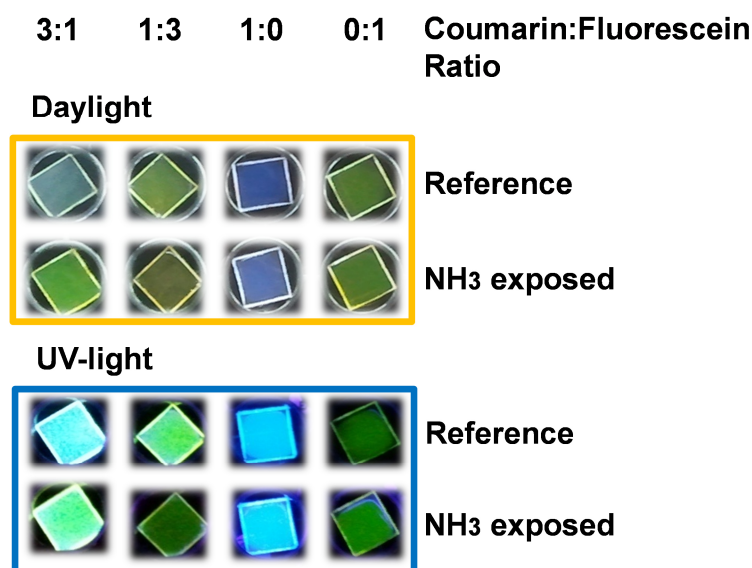 3:1 1:3 1:0 0:1 Coumarin:Fluorescein
Ratio
Daylight
Reference
NH3 exposed
UV-light
Reference
NH3 exposed